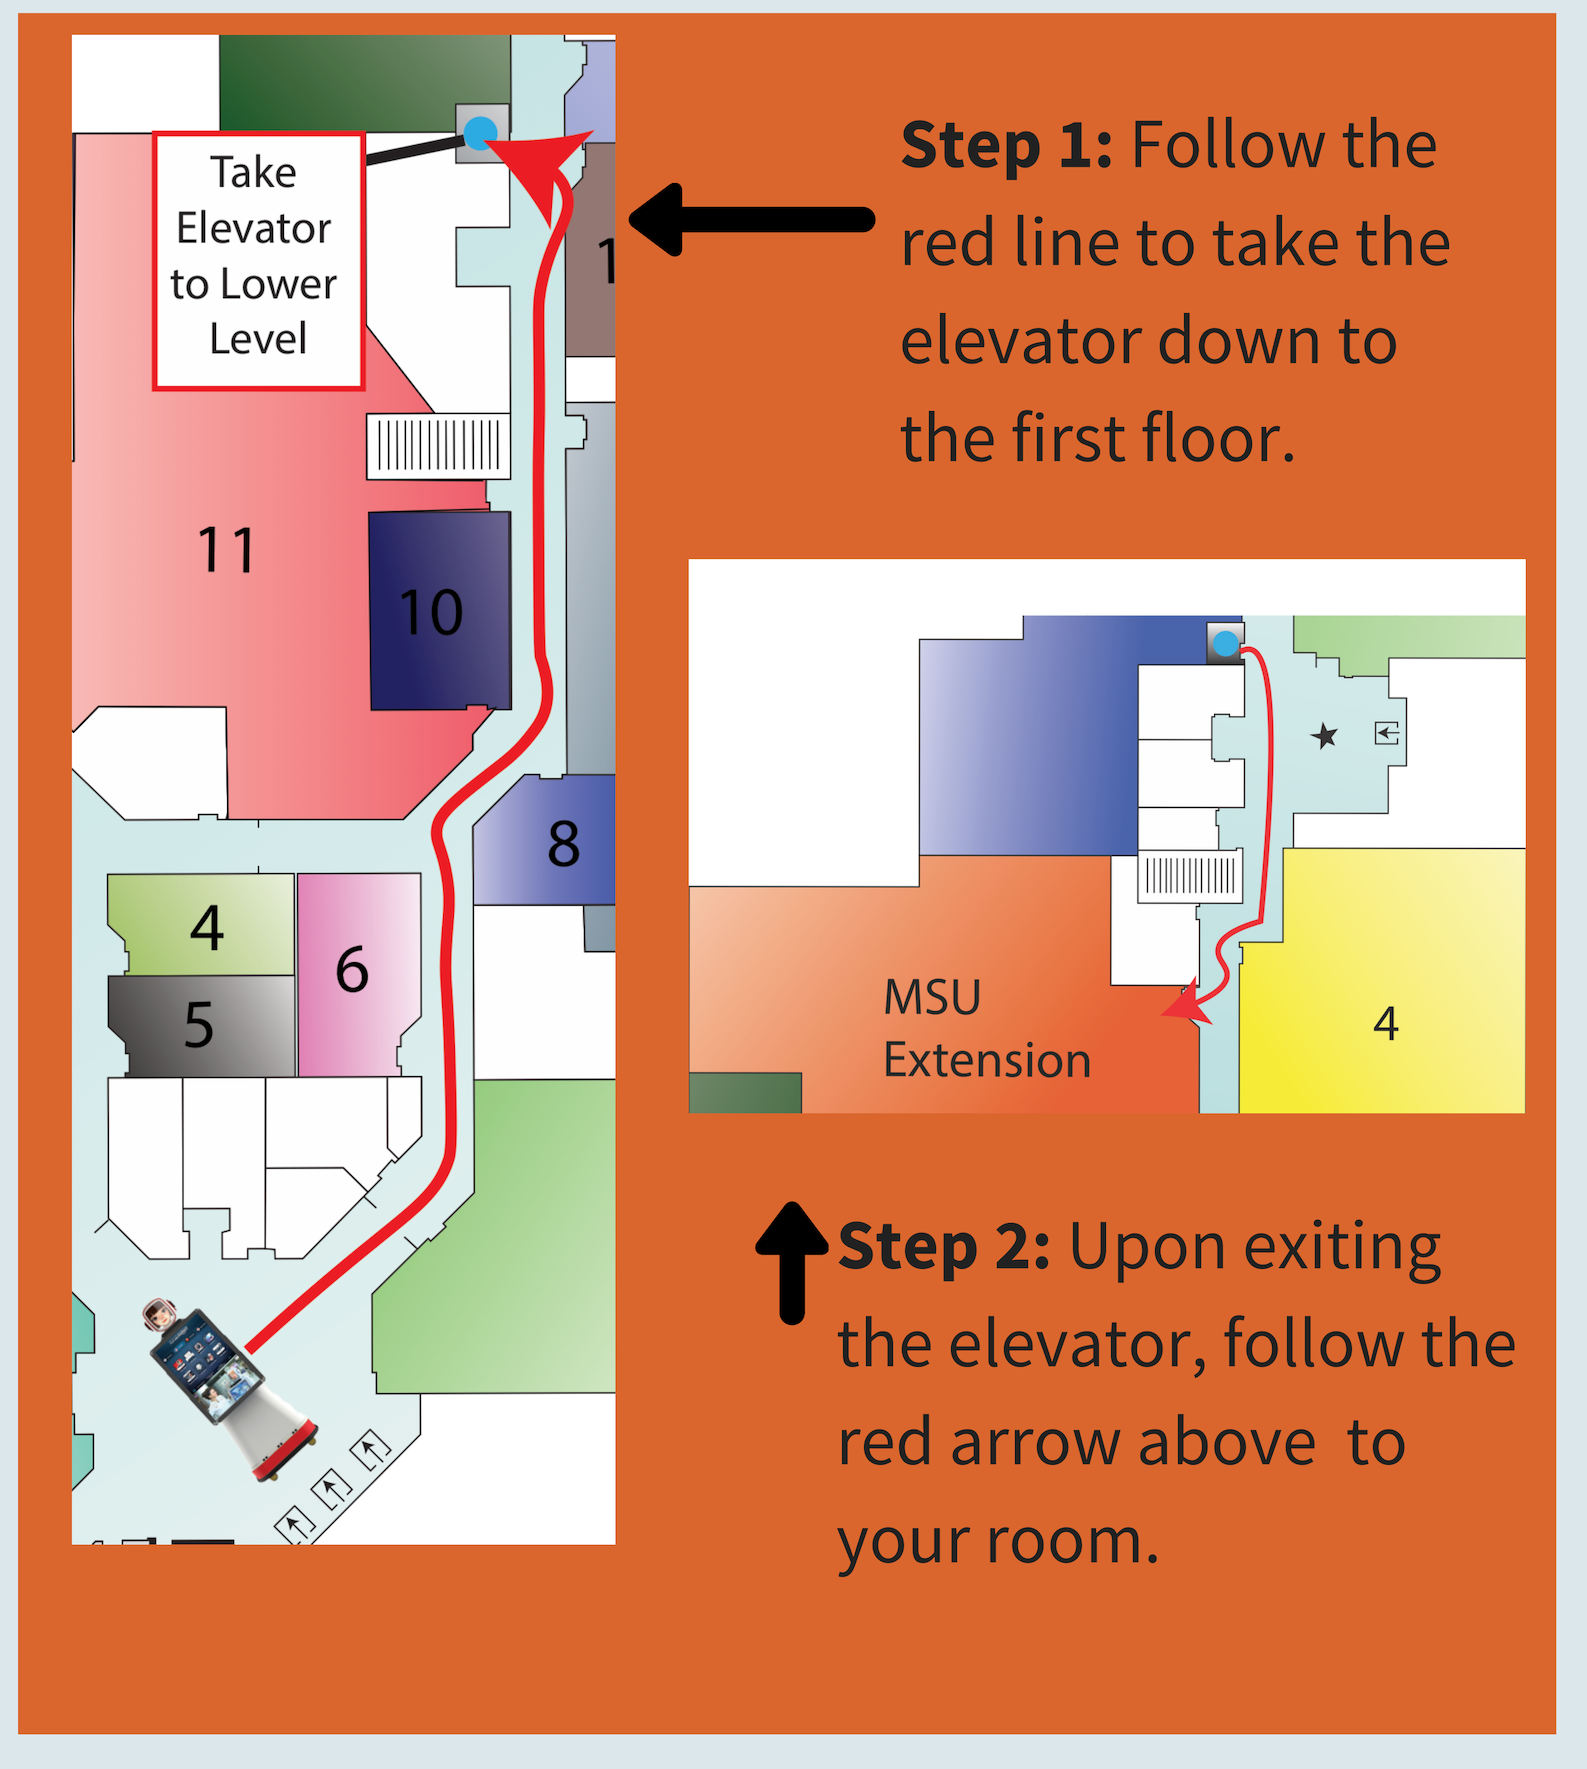 Take
Elevator
to Lower
Level
11
10
8
4
6
5
Step 1: Follow the
red line to take the
elevator down to
the first floor.
MSU
Extension
4
Step 2: Upon exiting
the elevator, follow the
red arrow above  to
your room.